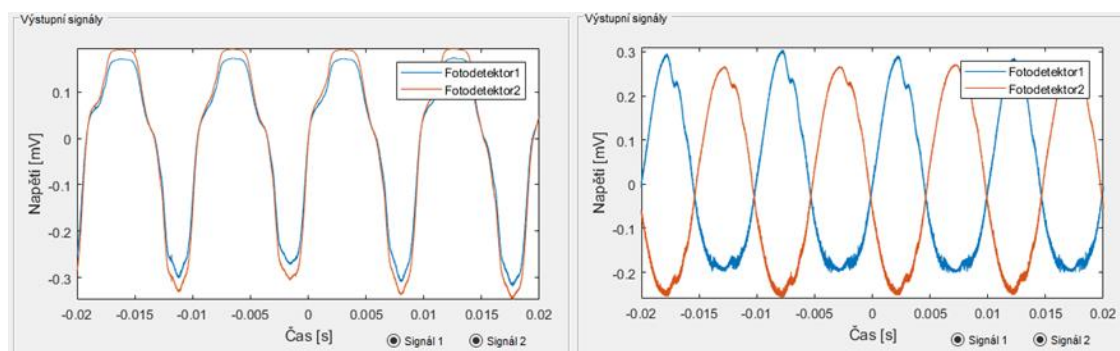 Výstupní signály
0.1
0
-0.1
-0.2
-0.3
Napětí [mV]
Fotodetektor1
Fotodetektor2
-0.02 -0.015 -0.01 -0.005 0 0.005 0.01 0.015 0.02
Čas [s]
Signál 1 Signál 2
Výstupní signály
0.3
0.2
0.1
0
-0.1
-0.2
Napětí [mV]
Fotodetektor1
Fotodetektor2
-0.02 -0.015 -0.01 -0.005 0 0.005 0.01 0.015 0.02
Čas [s]
Signál 1 Signál 2